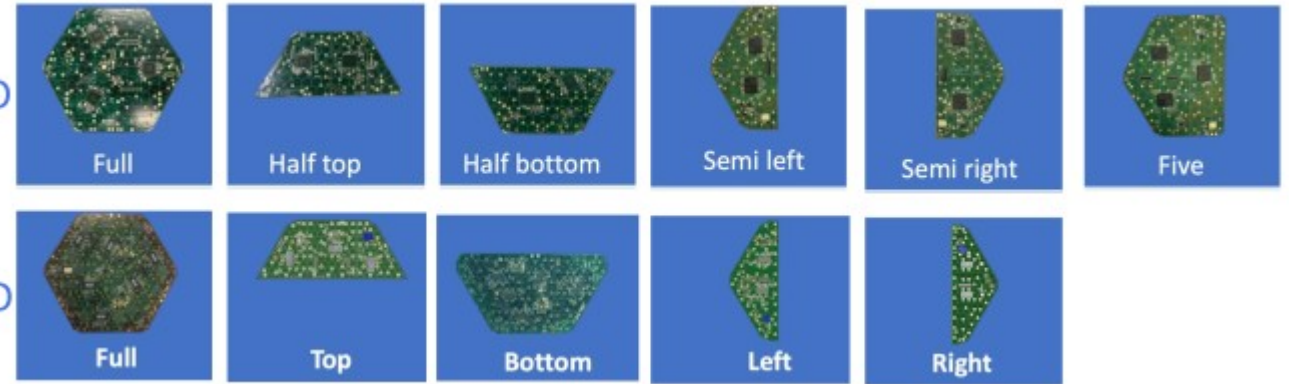 Full
Half top
Half bottom
Semi left
Semi right
Five
Full
Top
Bottom
Left
Right